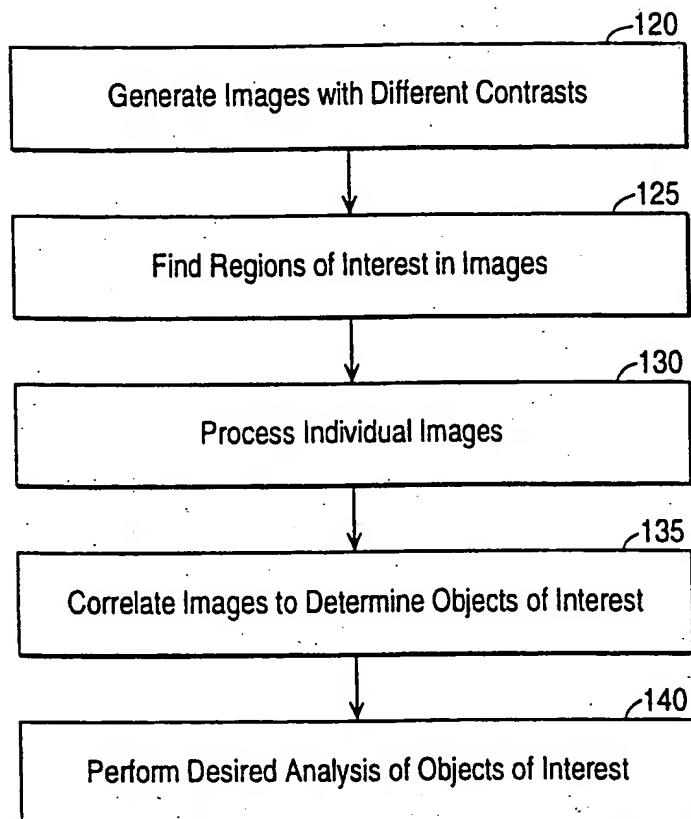 120
Generate Images with Different Contrasts
125
Find Regions of Interest in Images
130
Process Individual Images
135
Correlate Images to Determine Objects of Interest
140
Perform Desired Analysis of Objects of Interest